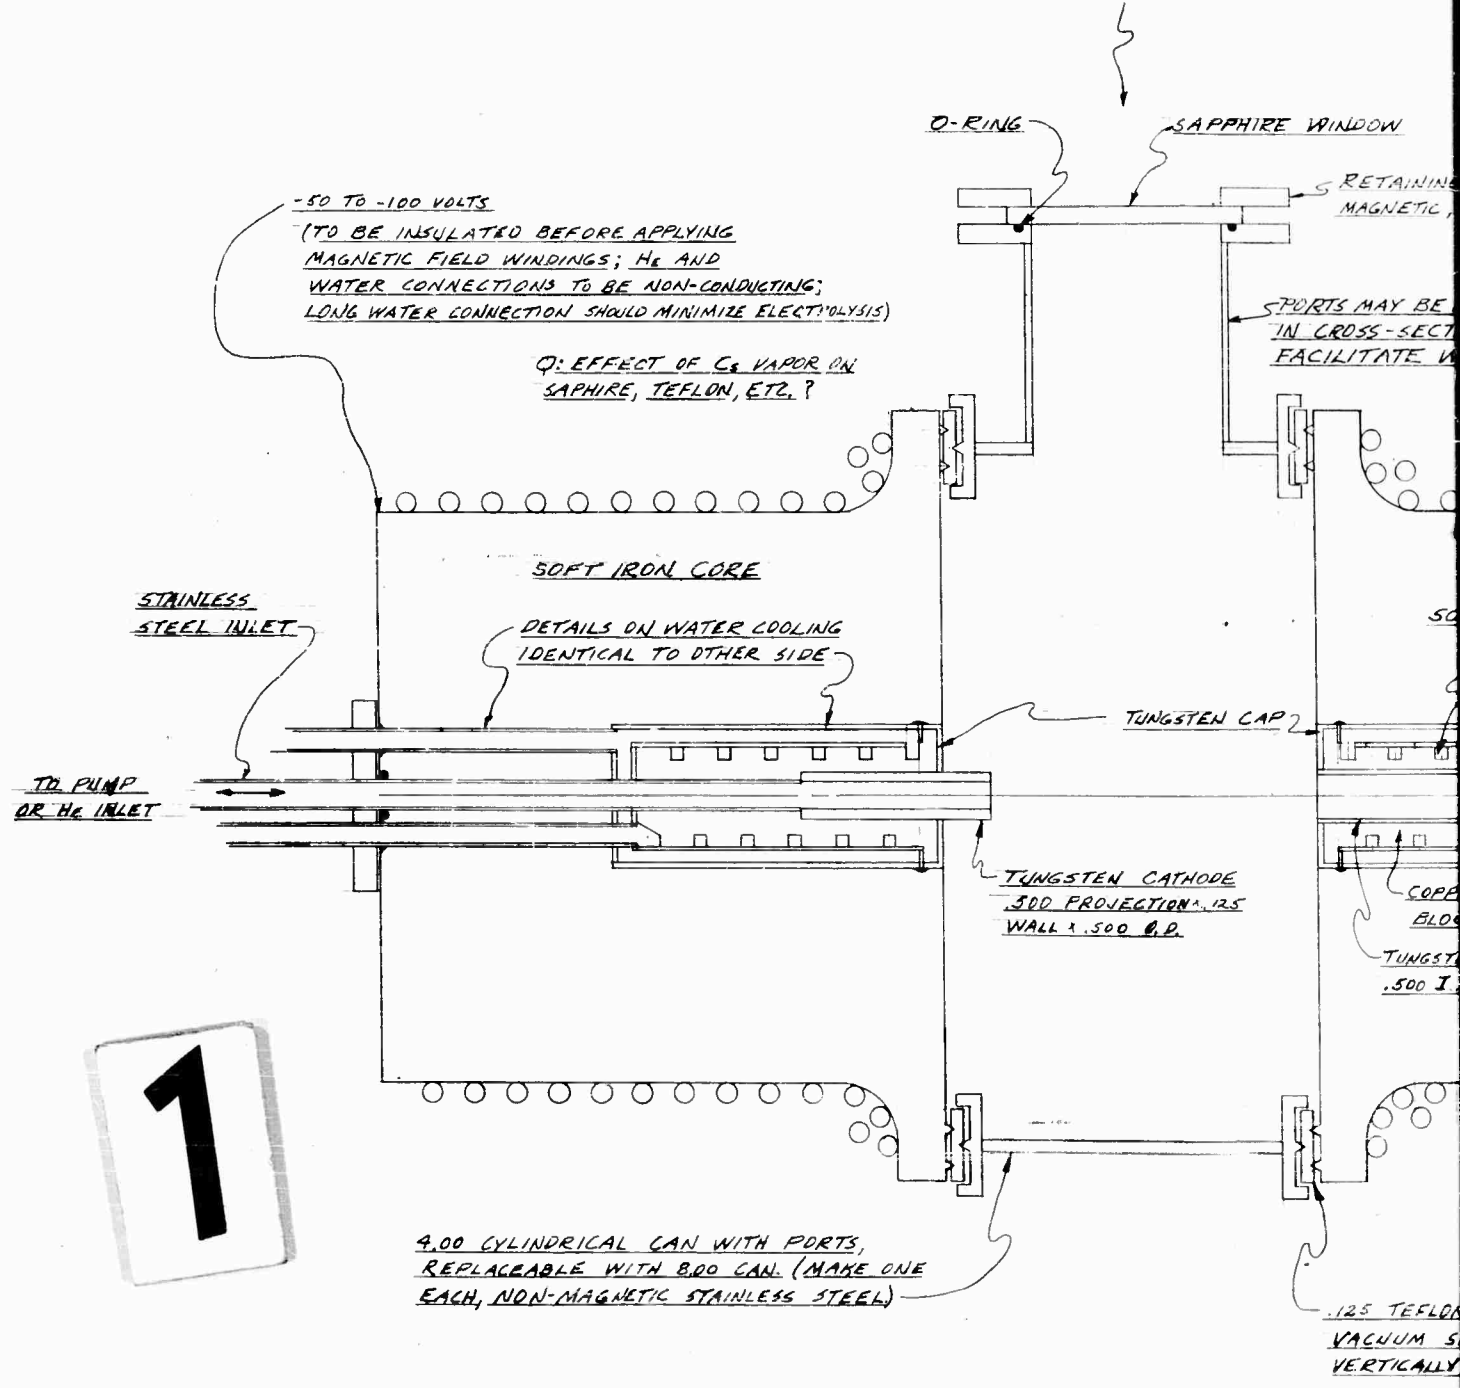 O-RING
SAPPHIRE WINDOW
RETAINING
MAGNETIC,
-50 TO -100 VOLTS
(TO BE INSULATED BEFORE APPLYING
MAGNETIC FIELD WINDINGS; He AND
WATER CONNECTIONS TO BE NON-CONDUCTING;
LONG WATER CONNECTION SHOULD MINIMIZE ELECTROLYSIS)
PORTS MAY BE
IN CROSS-SECT
FACILITATE
Q: EFFECT OF Cs VAPOR ON
SAPHIRE, TEFLON, ETC. ?
SOFT IRON CORE
STAINLESS
STEEL INLET
DETAILS ON WATER COOLING
IDENTICAL TO OTHER SIDE
SO
TUNGSTEN CAP
TO PUMP
OR He INLET
TUNGSTEN CATHODE
.500 PROJECTION x .125
WALL x .500 O.D.
COPP
BLO
TUNGST
.500 I.
1
4.00 CYLINDRICAL CAN WITH PORTS,
REPLACEABLE WITH 8.00 CAN. (MAKE ONE
EACH, NON-MAGNETIC STAINLESS STEEL)
.125 TEFLON
VACUUM S
VERTICALLY